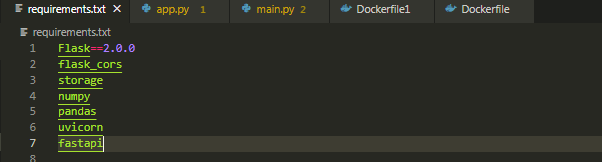 requirements.txt app.py 1 main.py 2 Dockerfile1 Dockerfile
requirements.txt
1 Flask==2.0.0
2 flask_cors
3 storage
4 numpy
5 pandas
6 uvicorn
7 fastapi
8